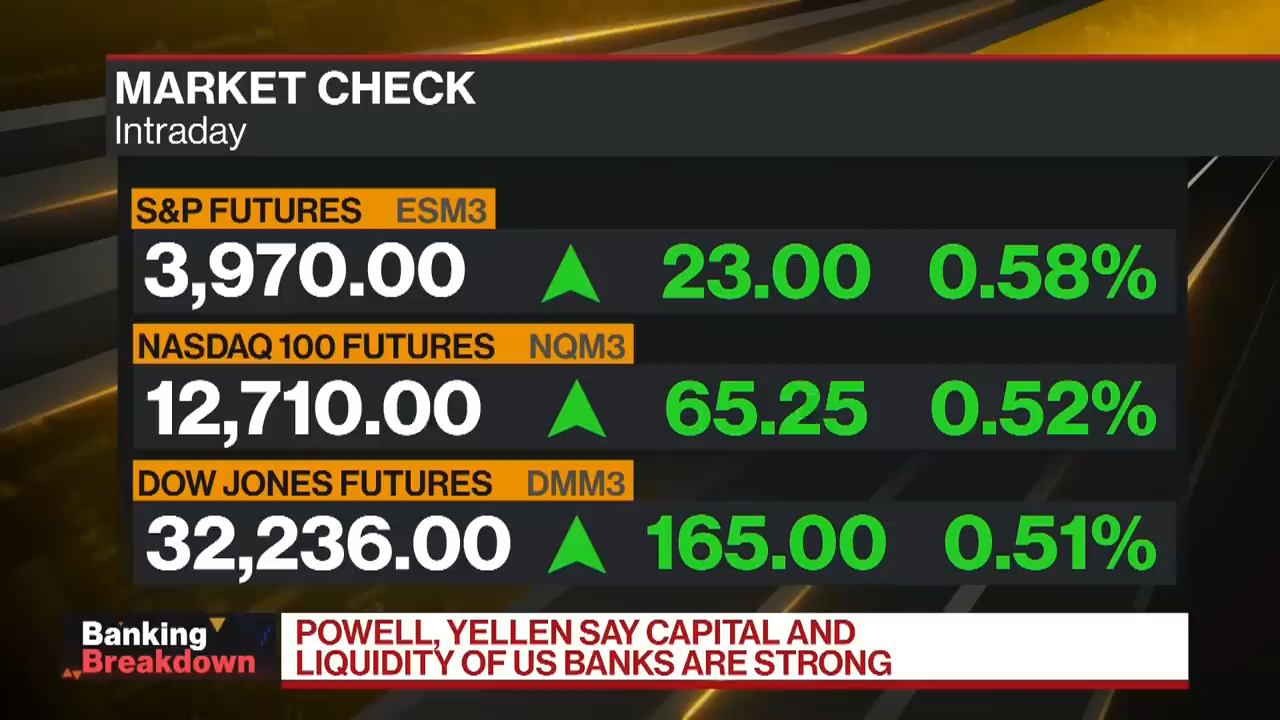 MARKET CHECK
Intraday
S&P FUTURES ESM3
3,970.00 ▲ 23.00 0.58%
NASDAQ 100 FUTURES NQM3
12,710.00 ▲ 65.25 0.52%
DOW JONES FUTURES DMM3
32,236.00 ▲ 165.00 0.51%
Banking
Breakdown
POWELL, YELLEN SAY CAPITAL AND
LIQUIDITY OF US BANKS ARE STRONG